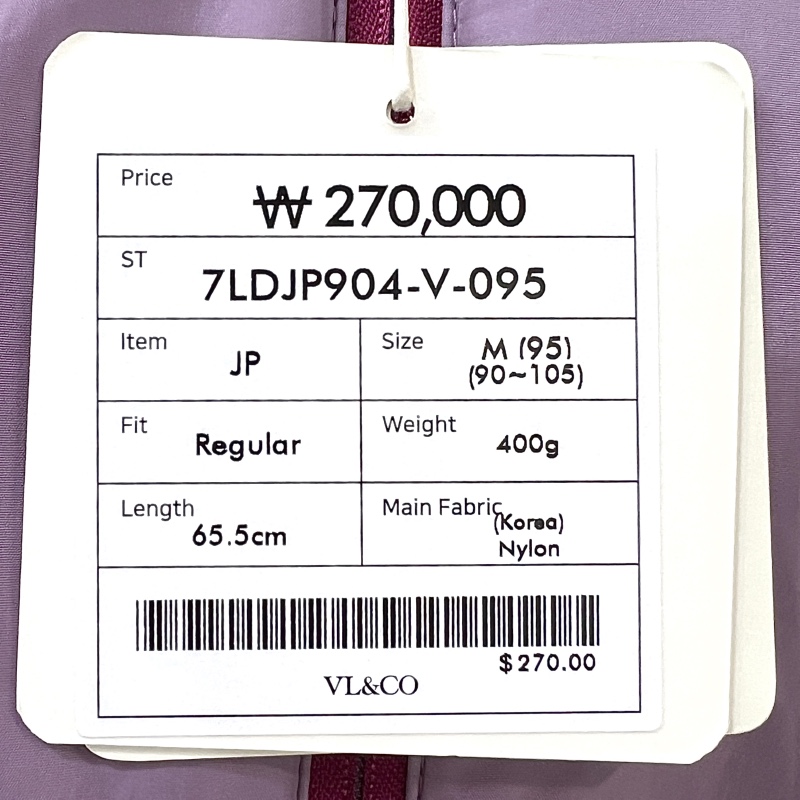 Price
₩ 270,000
ST
7LDJP904-V-095
Item
JP
Size
M (95)
(90~105)
Fit
Regular
Weight
400g
Length
65.5cm
Main Fabric
(Korea)
Nylon
$270.00
VL&CO